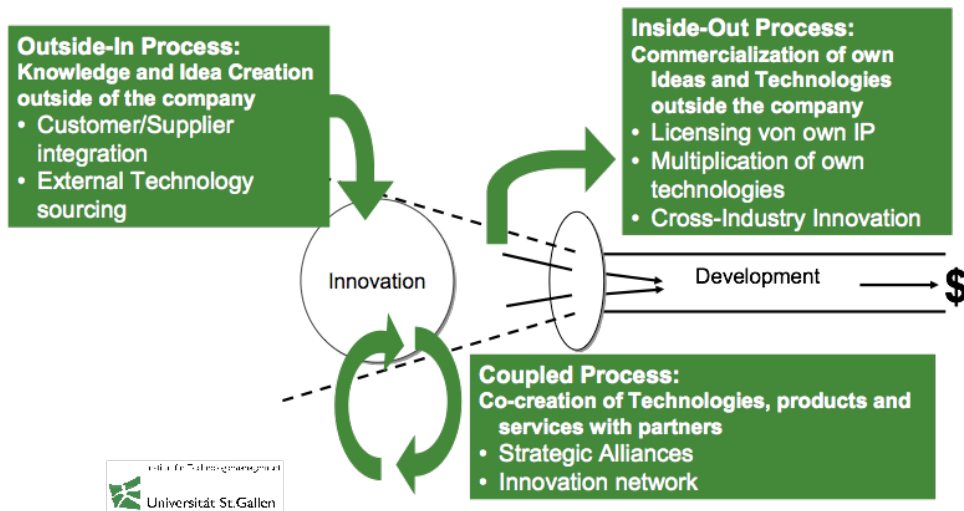 Outside-In Process:
Knowledge and Idea Creation
outside of the company
• Customer/Supplier
integration
• External Technology
sourcing
Inside-Out Process:
Commercialization of own
Ideas and Technologies
outside the company
• Licensing von own IP
• Multiplication of own
technologies
• Cross-Industry Innovation
Innovation
Development
$
Coupled Process:
Co-creation of Technologies, products and
services with partners
• Strategic Alliances
• Innovation network
Universität St.Gallen